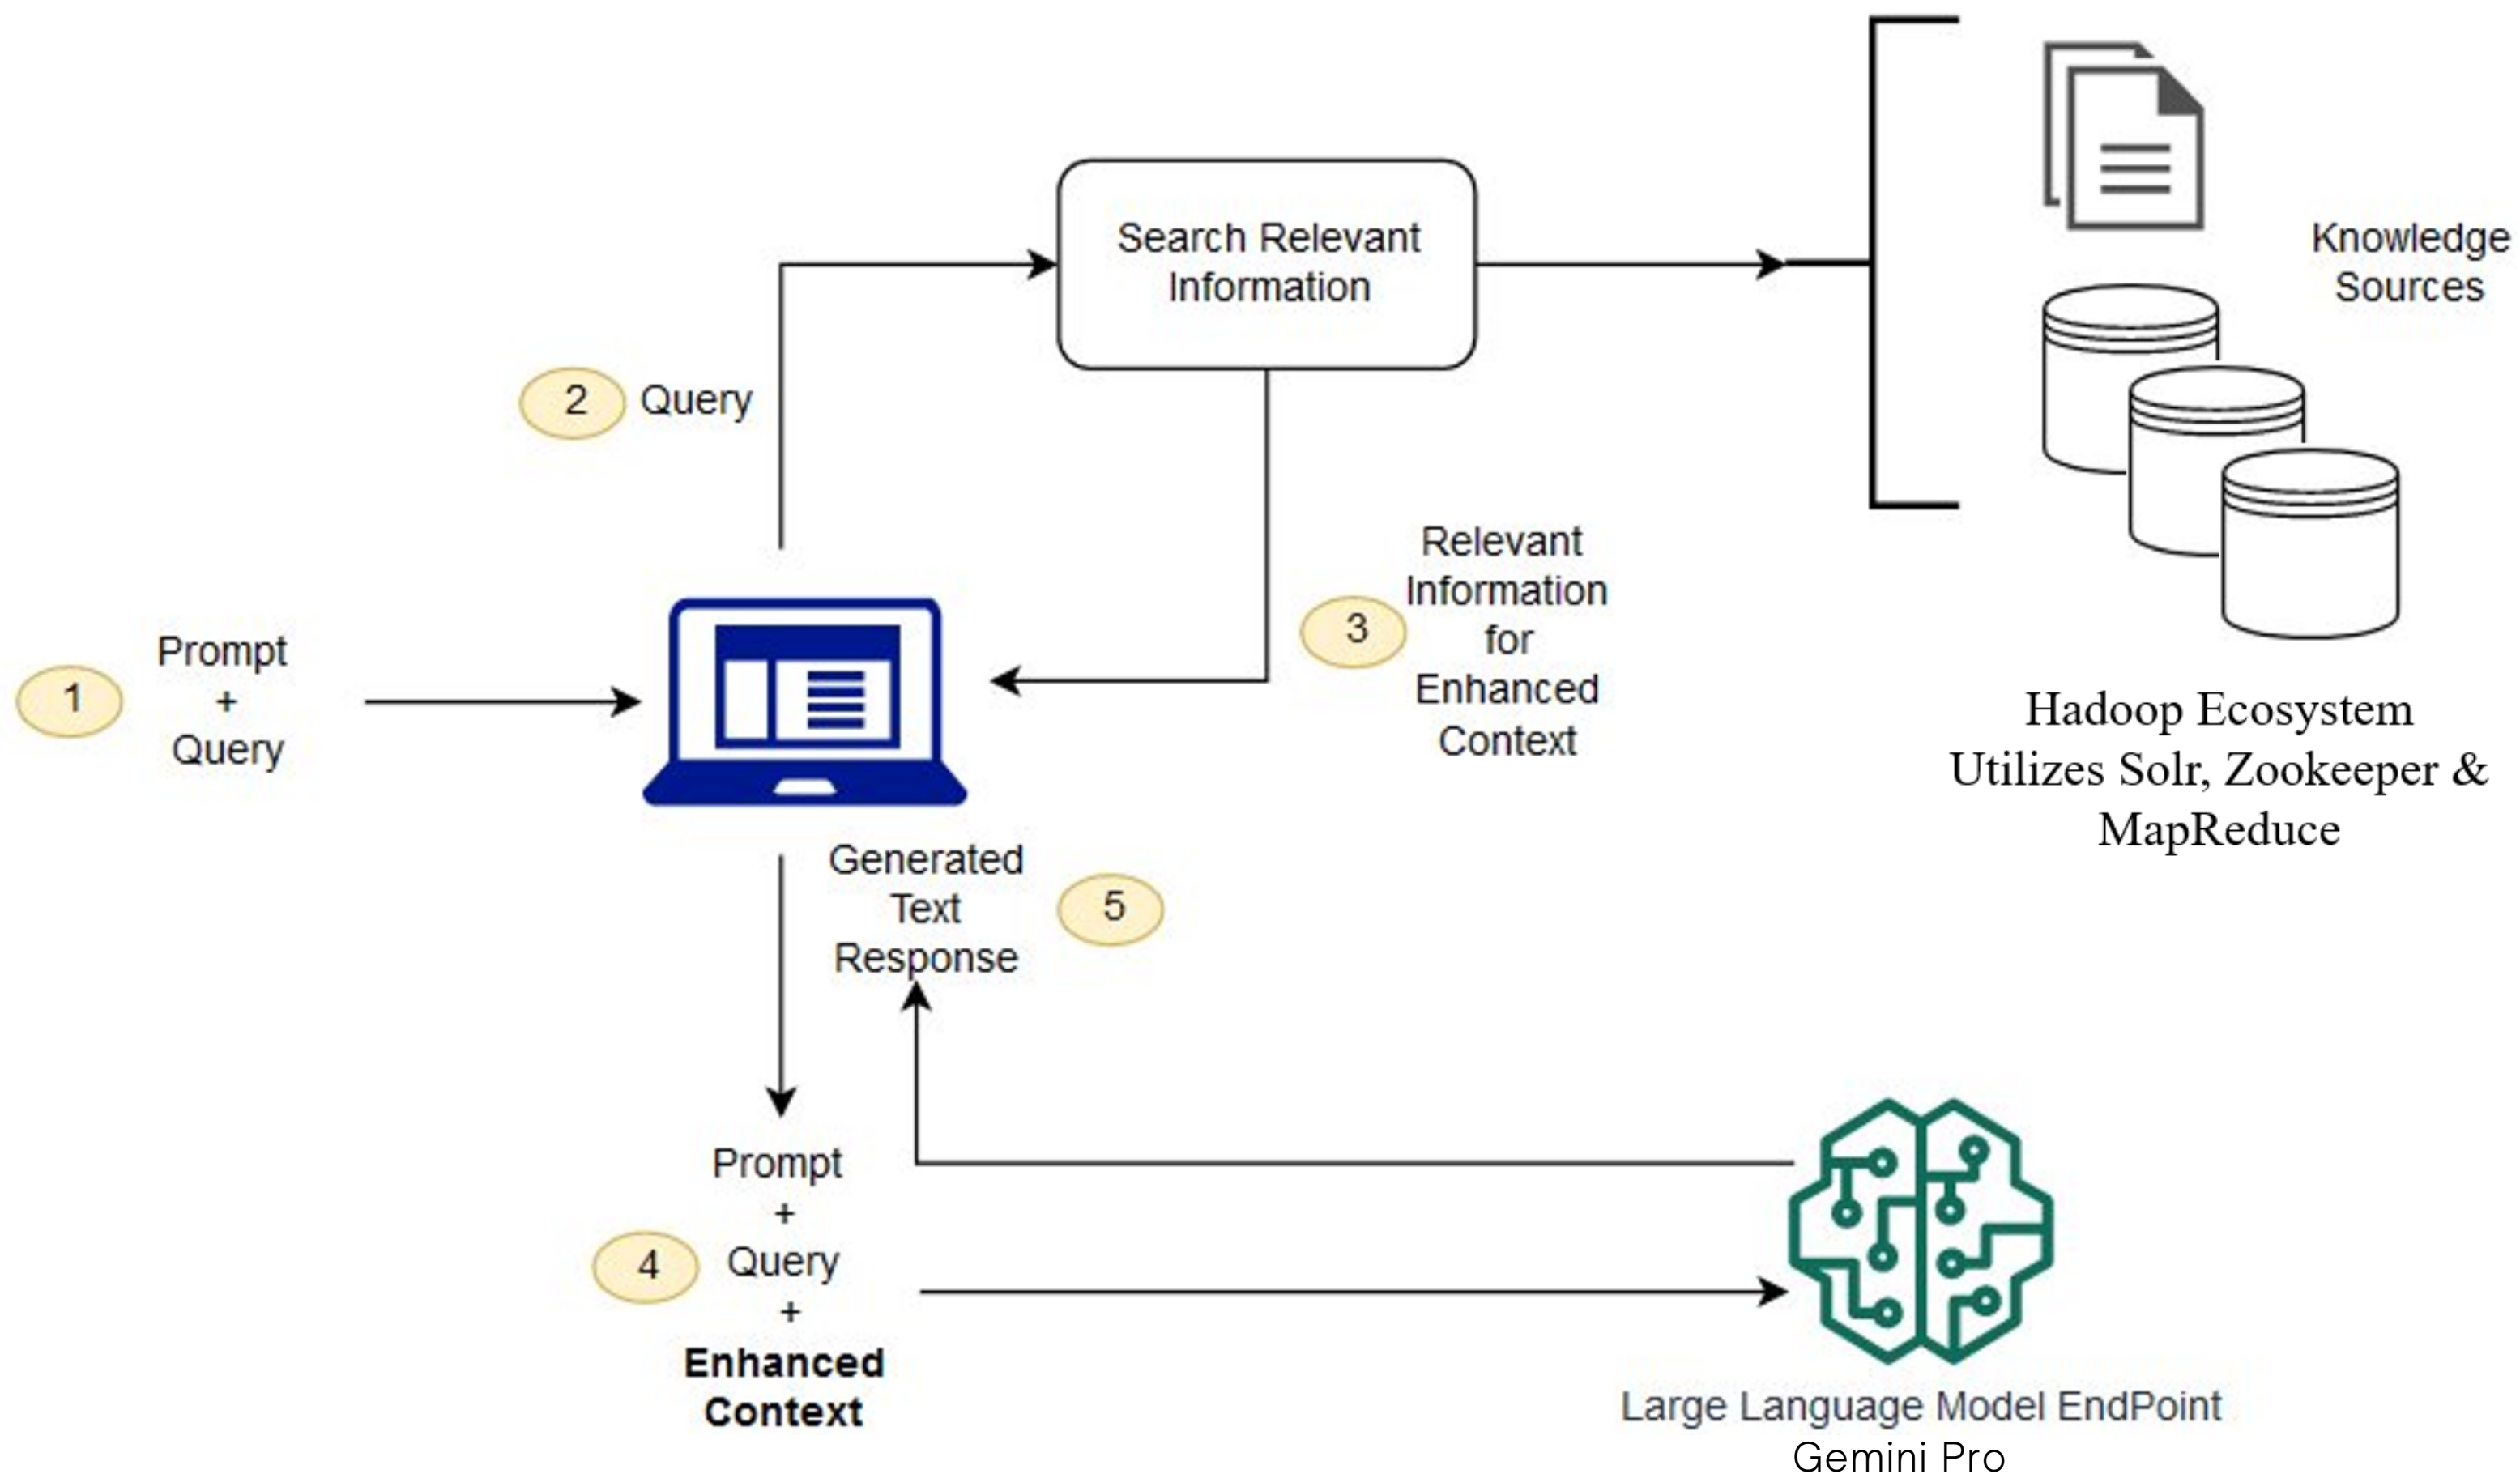 Search Relevant
Information
Knowledge
Sources
2
Query
Relevant
Information
for
Enhanced
Context
3
1
Prompt
+
Query
Hadoop Ecosystem
Utilizes Solr, Zookeeper &
MapReduce
Generated
Text
Response
5
Prompt
+
Query
+
Enhanced
Context
4
Large Language Model EndPoint
Gemini Pro